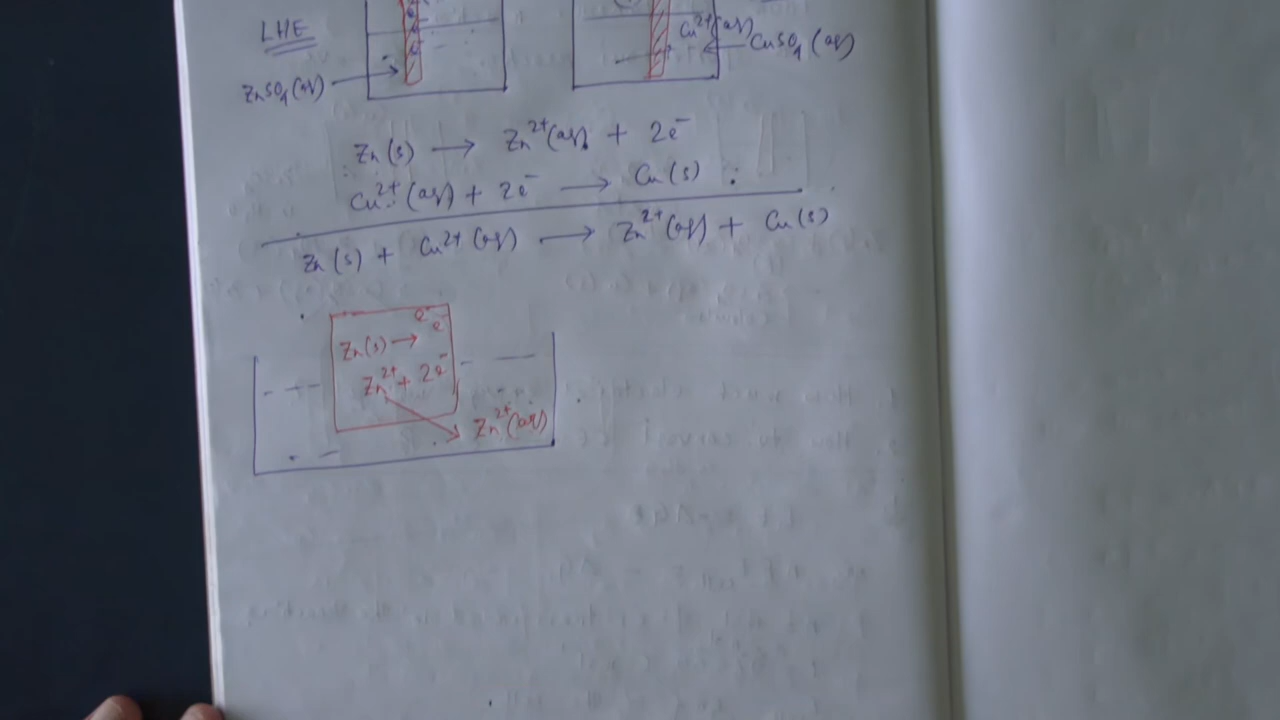 LHE
Cu²⁺(aq)
CuSO₄ (aq)
ZnSO₄(aq)
Zn(s) → Zn²⁺(aq) + 2e⁻
Cu²⁺(aq) + 2e⁻ → Cu(s)
Zn(s) + Cu²⁺(aq) → Zn²⁺(aq) + Cu(s)
e⁻
e⁻
Zn(s) →
Zn²⁺ + 2e⁻
Zn²⁺(aq)